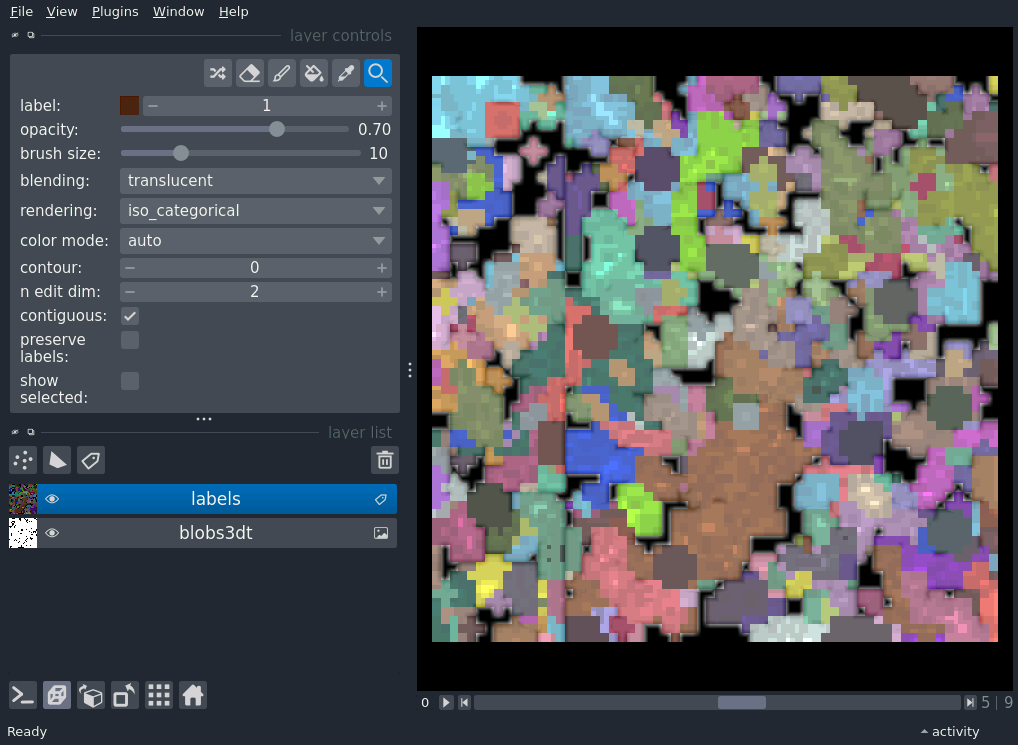 File View Plugins Window Help
layer controls
label: 1
opacity: 0.70
brush size: 10
blending: translucent
rendering: iso_categorical
color mode: auto
contour: 0
n edit dim: 2
contiguous:
preserve
labels:
show
selected:
layer list
labels
blobs3dt
0 5 | 9
Ready activity